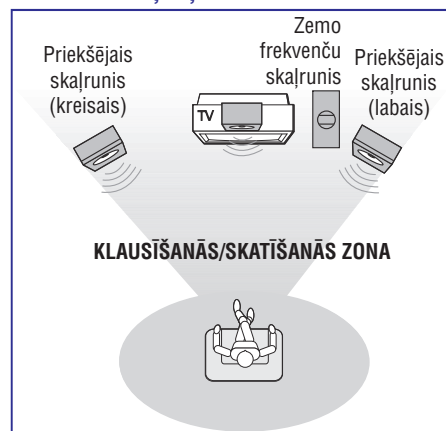 Priekšējais
skaļrunis
(kreisais)
Zemo
frekvenču
skaļrunis
Priekšējais
skaļrunis
(labais)
TV
KLAUSĪŠANĀS/SKATĪŠANĀS ZONA